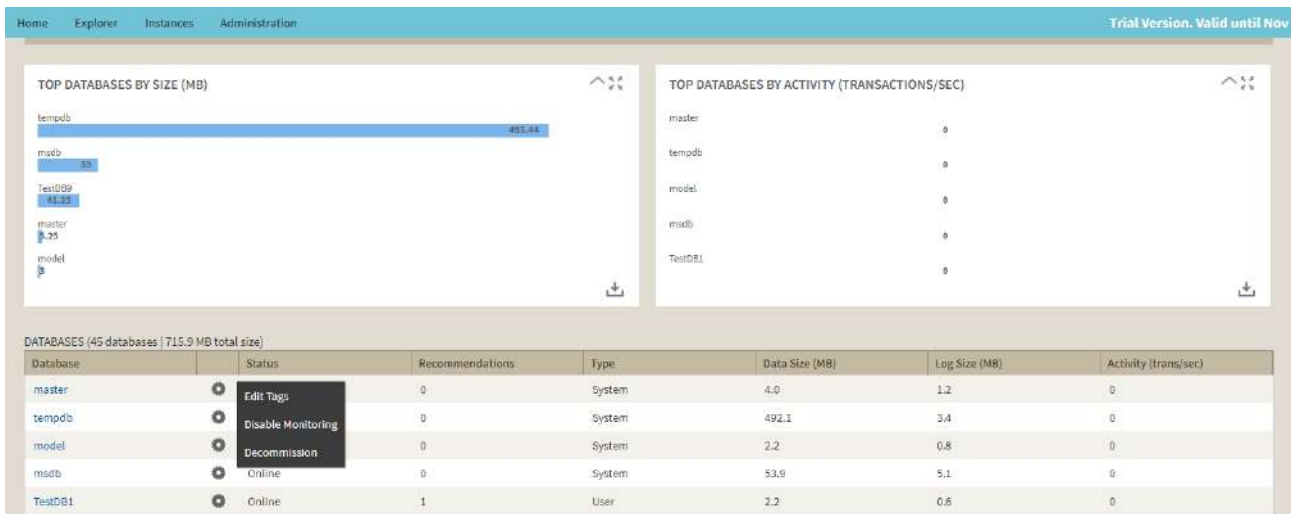 Home Explorer Instances Administration Trial Version. Valid until Nov
TOP DATABASES BY SIZE (MB)
tempdb
495.44
msdb
59
TestDB9
41.19
master
5.25
model
3
TOP DATABASES BY ACTIVITY (TRANSACTIONS/SEC)
master
0
tempdb
0
model
0
msdb
0
TestDB1
0
DATABASES (45 databases | 715.9 MB total size)
Database Status Recommendations Type Data Size (MB) Log Size (MB) Activity (trans/sec)
master 0 System 4.0 1.2 0
Edit Tags
tempdb 0 System 492.1 3.4 0
Disable Monitoring
model 0 System 2.2 0.8 0
Decommission
msdb Online 0 System 53.9 5.1 0
TestDB1 Online 1 User 2.2 0.6 0